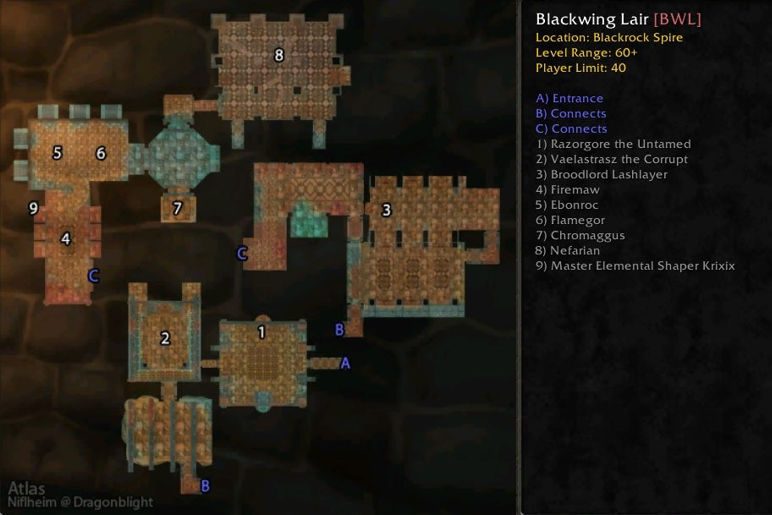 Blackwing Lair [BWL]
Location: Blackrock Spire
Level Range: 60+
Player Limit: 40
A) Entrance
B) Connects
C) Connects
1) Razorgore the Untamed
2) Vaelastrasz the Corrupt
3) Broodlord Lashlayer
4) Firemaw
5) Ebonroc
6) Flamegor
7) Chromaggus
8) Nefarian
9) Master Elemental Shaper Krixix
8
5 6
9 7
3
4
C
C
B
1
2
A
B
Atlas
Niflheim @ Dragonblight